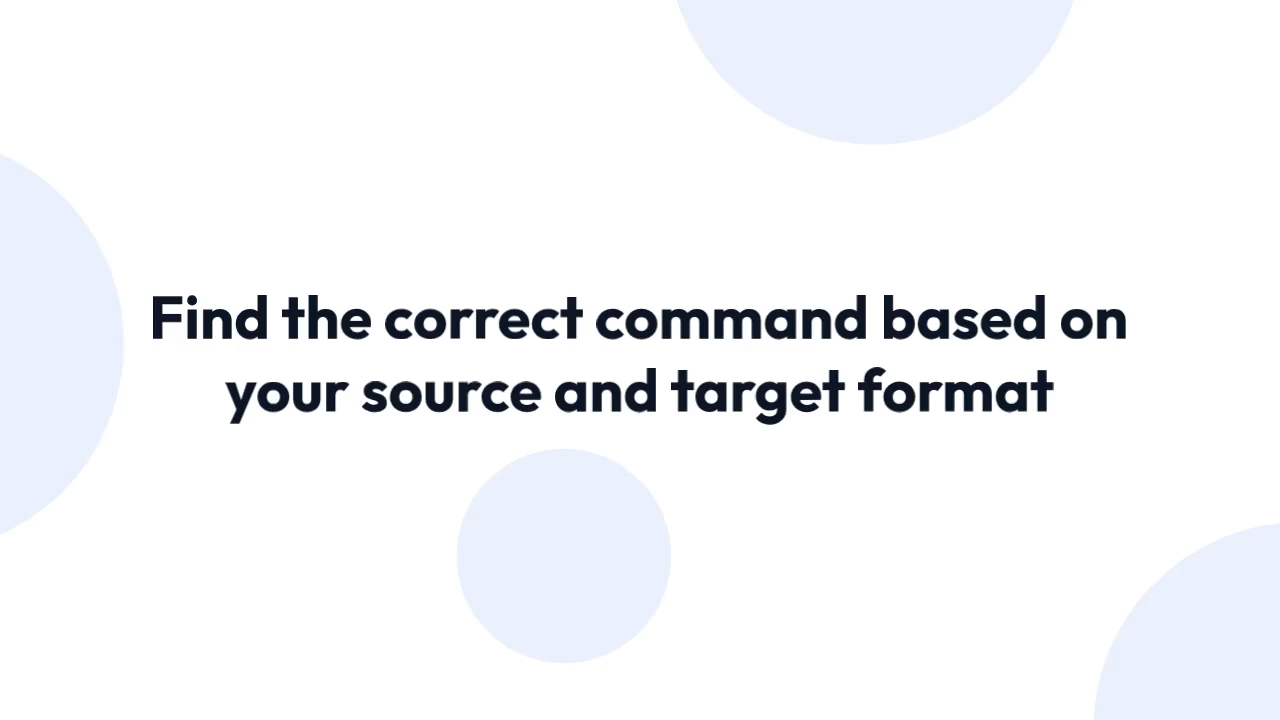 Find the correct command based on
your source and target format